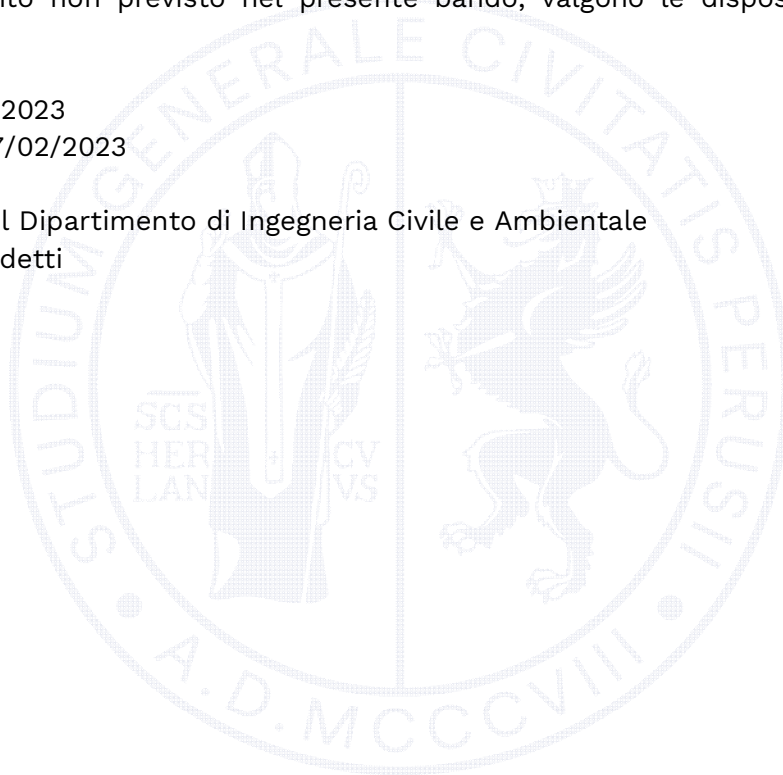 nto non previsto nel presente bando, valgono le dispos
2023
7/02/2023
l Dipartimento di Ingegneria Civile e Ambientale
detti
STUDIUM GENERALE CIVITATIS PERUSII
SCS
HER
LAN
CV
VS
A.D. MCCCVIII